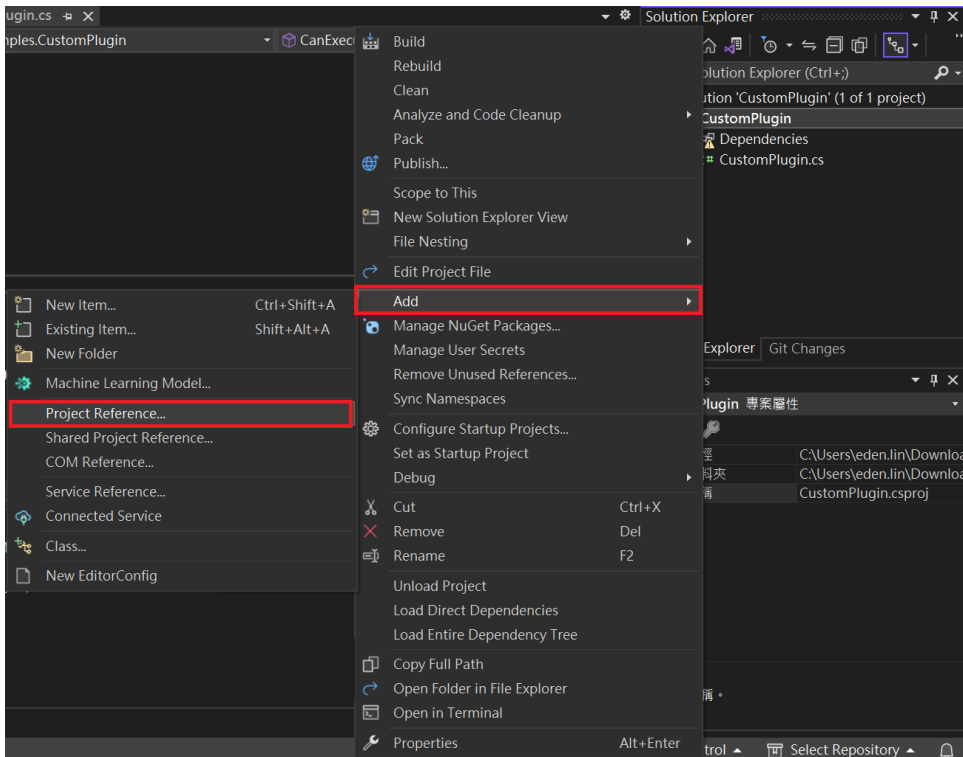 ugin.cs
Solution Explorer
nples.CustomPlugin
CanExec
olution Explorer (Ctrl+;)
ution 'CustomPlugin' (1 of 1 project)
CustomPlugin
Dependencies
CustomPlugin.cs
Build
Rebuild
Clean
Analyze and Code Cleanup
Pack
Publish...
Scope to This
New Solution Explorer View
File Nesting
Edit Project File
Add
Manage NuGet Packages...
Manage User Secrets
Remove Unused References...
Sync Namespaces
Configure Startup Projects...
Set as Startup Project
Debug
Cut Ctrl+X
Remove Del
Rename F2
Unload Project
Load Direct Dependencies
Load Entire Dependency Tree
Copy Full Path
Open Folder in File Explorer
Open in Terminal
Properties Alt+Enter
New Item... Ctrl+Shift+A
Existing Item... Shift+Alt+A
New Folder
Machine Learning Model...
Project Reference...
Shared Project Reference...
COM Reference...
Service Reference...
Connected Service
Class...
New EditorConfig
Explorer Git Changes
s
Plugin 專案屬性
徑 C:\Users\eden.lin\Downloa
料夾 C:\Users\eden.lin\Downloa
稱 CustomPlugin.csproj
稱。
trol Select Repository